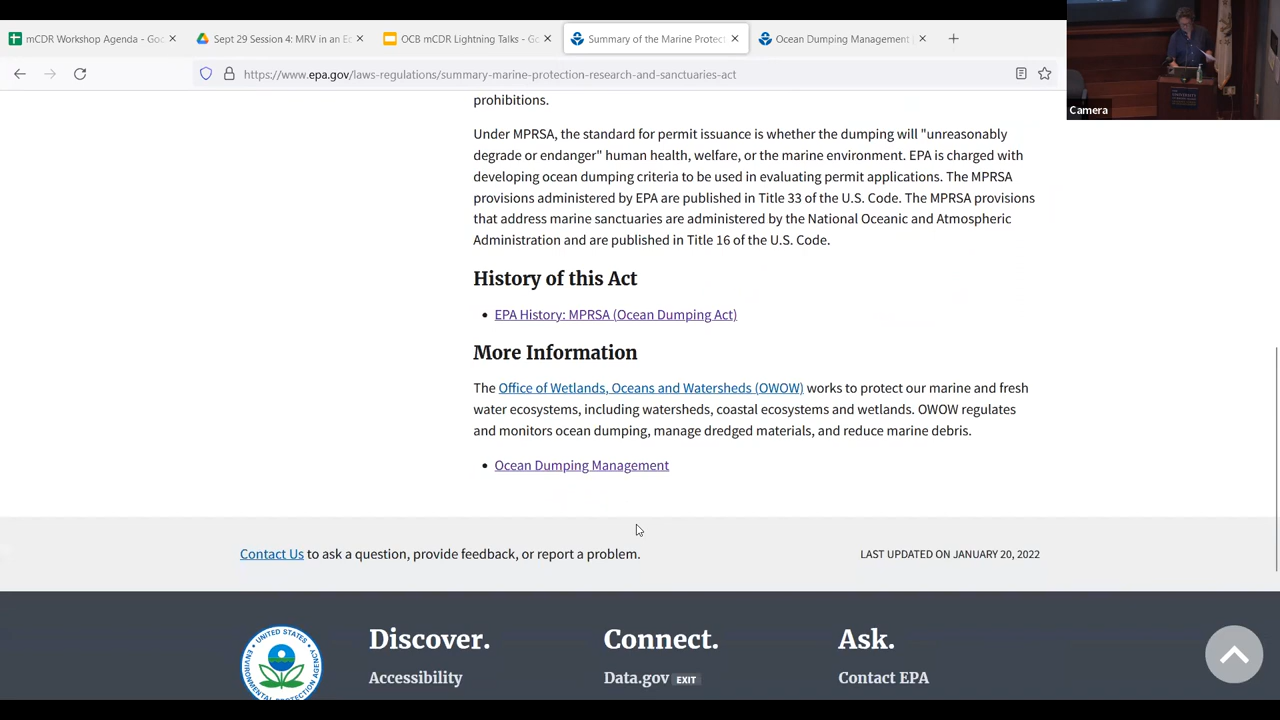 mCDR Workshop Agenda - Goo
Sept 29 Session 4: MRV in an E
OCB mCDR Lightning Talks - Go
Summary of the Marine Protect
Ocean Dumping Management |
https://www.epa.gov/laws-regulations/summary-marine-protection-research-and-sanctuaries-act
Camera
prohibitions.
Under MPRSA, the standard for permit issuance is whether the dumping will "unreasonably
degrade or endanger" human health, welfare, or the marine environment. EPA is charged with
developing ocean dumping criteria to be used in evaluating permit applications. The MPRSA
provisions administered by EPA are published in Title 33 of the U.S. Code. The MPRSA provisions
that address marine sanctuaries are administered by the National Oceanic and Atmospheric
Administration and are published in Title 16 of the U.S. Code.
History of this Act
• EPA History: MPRSA (Ocean Dumping Act)
More Information
The Office of Wetlands, Oceans and Watersheds (OWOW) works to protect our marine and fresh
water ecosystems, including watersheds, coastal ecosystems and wetlands. OWOW regulates
and monitors ocean dumping, manage dredged materials, and reduce marine debris.
• Ocean Dumping Management
Contact Us to ask a question, provide feedback, or report a problem.
LAST UPDATED ON JANUARY 20, 2022
UNITED STATES
ENVIRONMENTAL PROTECTION AGENCY
Discover.
Connect.
Ask.
Accessibility
Data.gov EXIT
Contact EPA